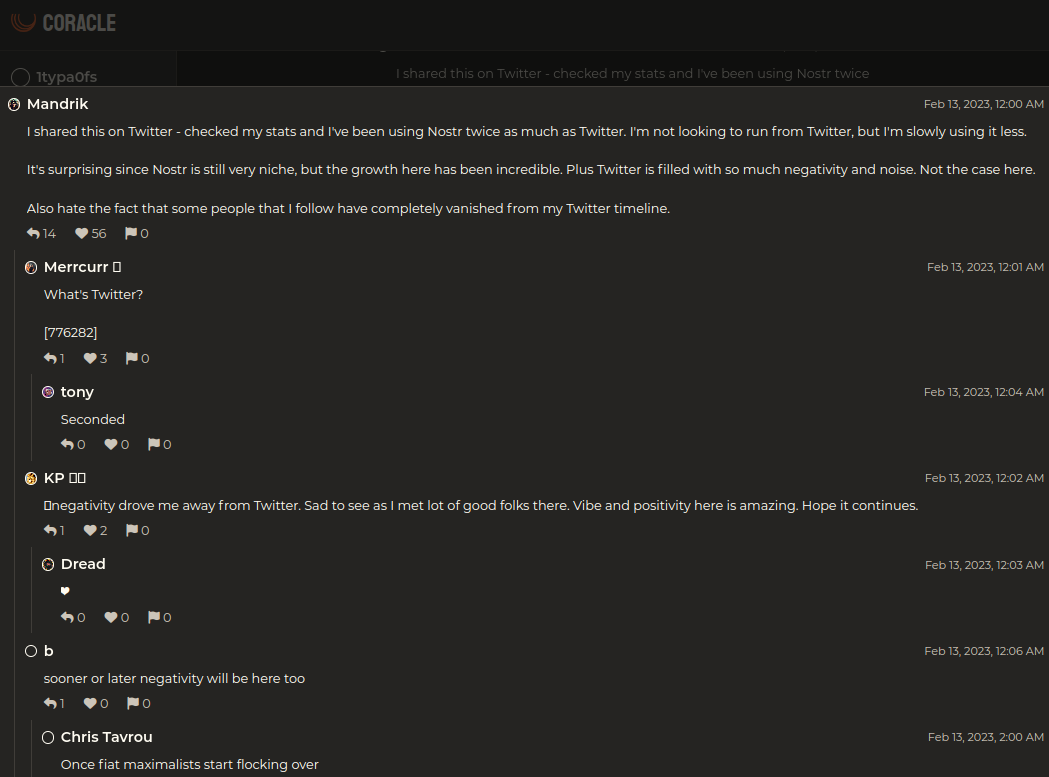 CORACLE
1typa0fs
I shared this on Twitter - checked my stats and I've been using Nostr twice
Mandrik
Feb 13, 2023, 12:00 AM
I shared this on Twitter - checked my stats and I've been using Nostr twice as much as Twitter. I'm not looking to run from Twitter, but I'm slowly using it less.
It's surprising since Nostr is still very niche, but the growth here has been incredible. Plus Twitter is filled with so much negativity and noise. Not the case here.
Also hate the fact that some people that I follow have completely vanished from my Twitter timeline.
14 56 0
Merrcurr
Feb 13, 2023, 12:01 AM
What's Twitter?
[776282]
1 3 0
tony
Feb 13, 2023, 12:04 AM
Seconded
0 0 0
KP
Feb 13, 2023, 12:02 AM
negativity drove me away from Twitter. Sad to see as I met lot of good folks there. Vibe and positivity here is amazing. Hope it continues.
1 2 0
Dread
Feb 13, 2023, 12:03 AM
0 0 0
b
Feb 13, 2023, 12:06 AM
sooner or later negativity will be here too
1 0 0
Chris Tavrou
Feb 13, 2023, 2:00 AM
Once fiat maximalists start flocking over